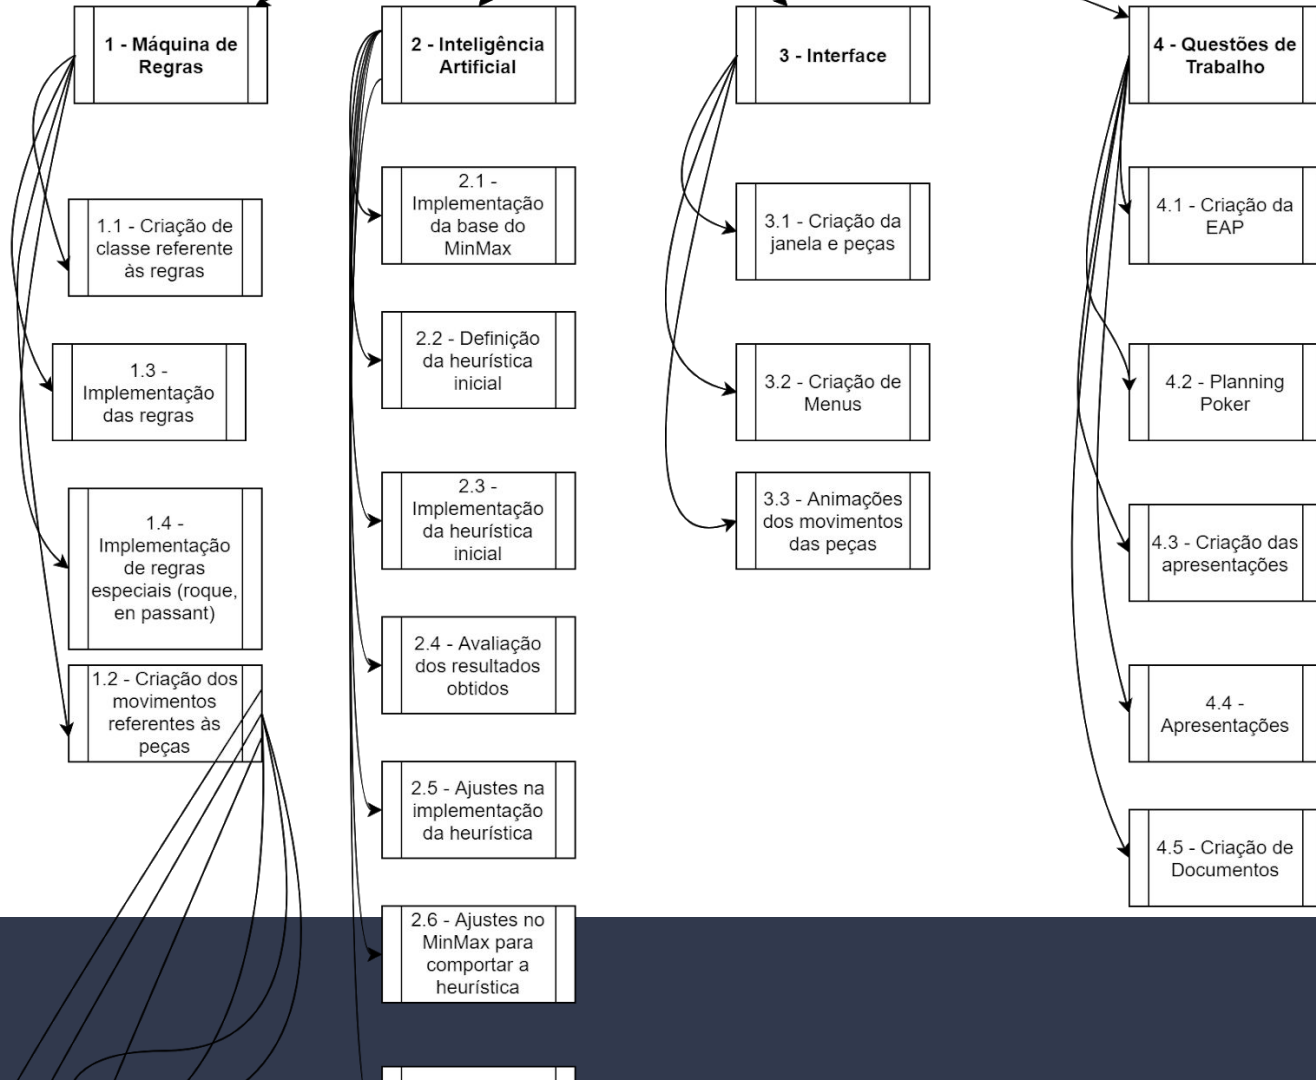 1 - Máquina de
Regras
2 - Inteligência
Artificial
3 - Interface
4 - Questões de
Trabalho
1.1 - Criação de
classe referente
às regras
1.3 -
Implementação
das regras
1.4 -
Implementação
de regras
especiais (roque,
en passant)
1.2 - Criação dos
movimentos
referentes às
peças
2.1 -
Implementação
da base do
MinMax
2.2 - Definição
da heurística
inicial
2.3 -
Implementação
da heurística
inicial
2.4 - Avaliação
dos resultados
obtidos
2.5 - Ajustes na
implementação
da heurística
2.6 - Ajustes no
MinMax para
comportar a
heurística
3.1 - Criação da
janela e peças
3.2 - Criação de
Menus
3.3 - Animações
dos movimentos
das peças
4.1 - Criação da
EAP
4.2 - Planning
Poker
4.3 - Criação das
apresentações
4.4 -
Apresentações
4.5 - Criação de
Documentos